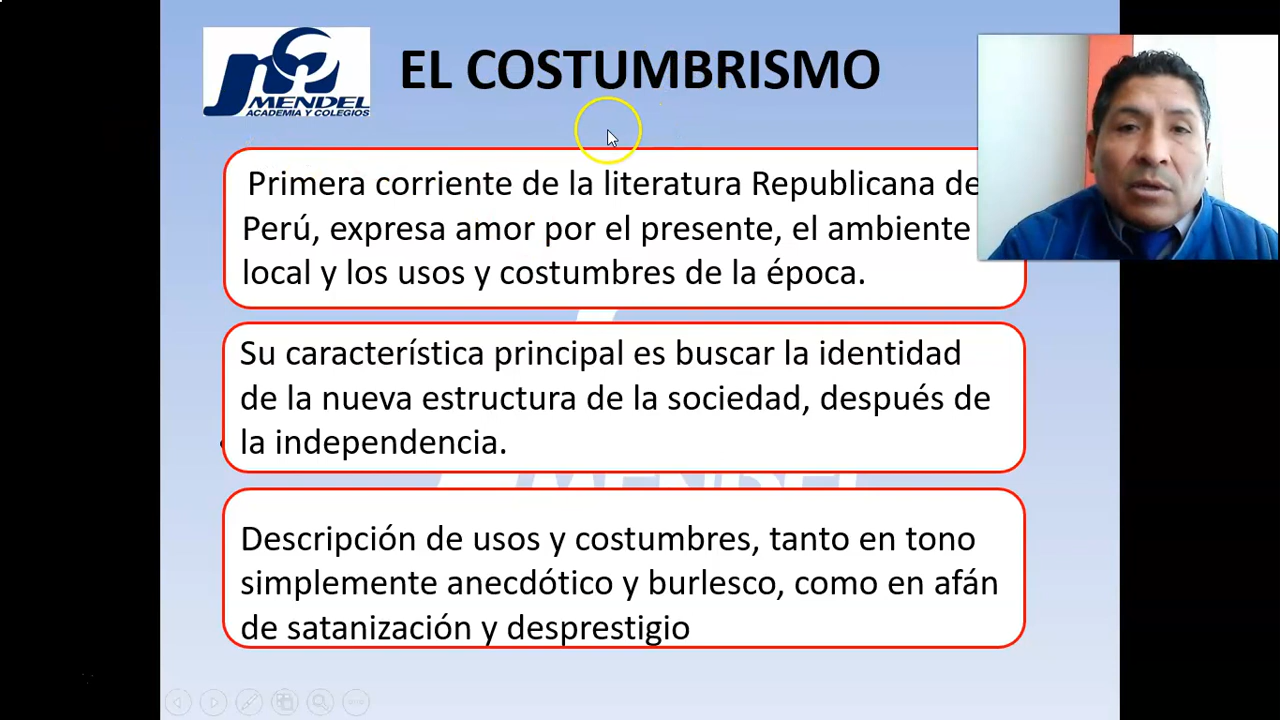 MENDEL
ACADEMIA Y COLEGIOS
EL COSTUMBRISMO
Primera corriente de la literatura Republicana de
Perú, expresa amor por el presente, el ambiente
local y los usos y costumbres de la época.
Su característica principal es buscar la identidad
de la nueva estructura de la sociedad, después de
la independencia.
Descripción de usos y costumbres, tanto en tono
simplemente anecdótico y burlesco, como en afán
de satanización y desprestigio
MENDEL